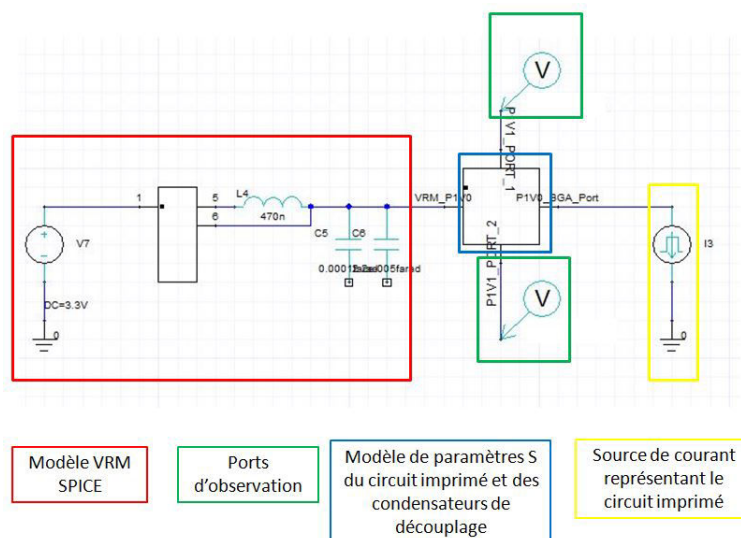 V
P1V1_PORT_1
1
5
L4
6
470n
VRM_P1V0
P1V0_BGA_Port
V7
C5
C6
I3
P1V1_PORT_2
V
DC=3.3V
0
0
Modèle VRM
SPICE
Ports
d’observation
Modèle de paramètres S
du circuit imprimé et des
condensateurs de
découplage
Source de courant
représentant le
circuit imprimé